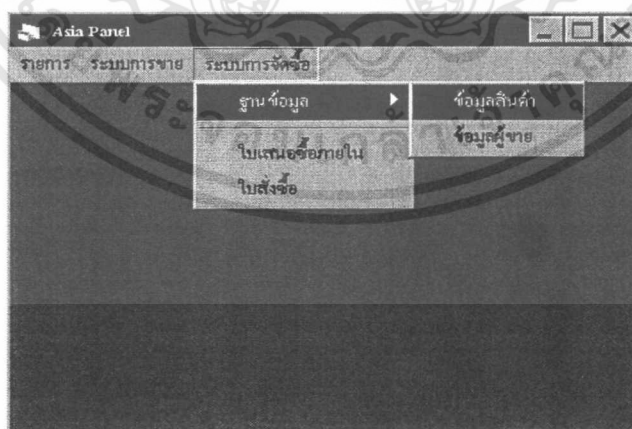 Asia Panel
รายการ ระบบการขาย ระบบการจัดซื้อ
ฐานข้อมูล ข้อมูลสินค้า
ข้อมูลผู้ขาย
ใบเสนอซื้อภายใน
ใบสั่งซื้อ